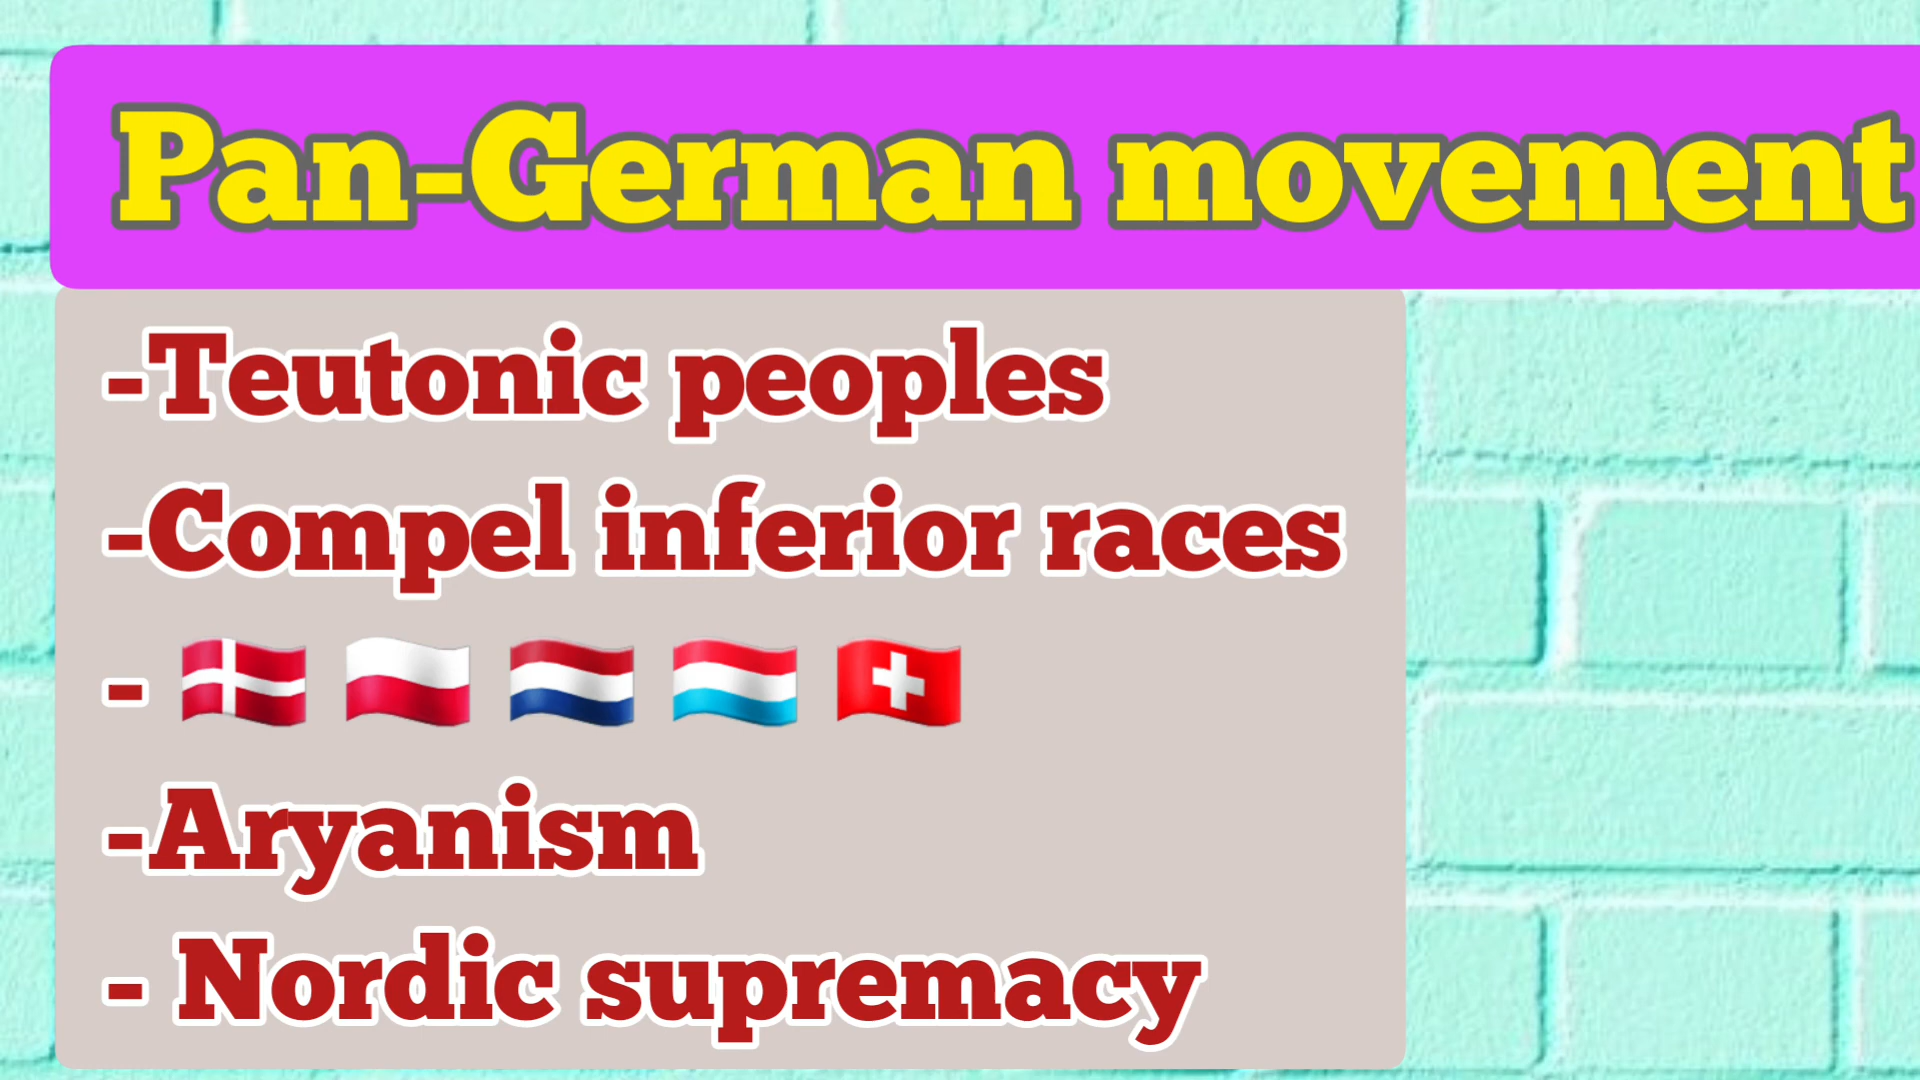 Pan-German movement
-Teutonic peoples
-Compel inferior races
- 🇩🇰 🇵🇱 🇳🇱 🇱🇺 🇨🇭
-Aryanism
- Nordic supremacy